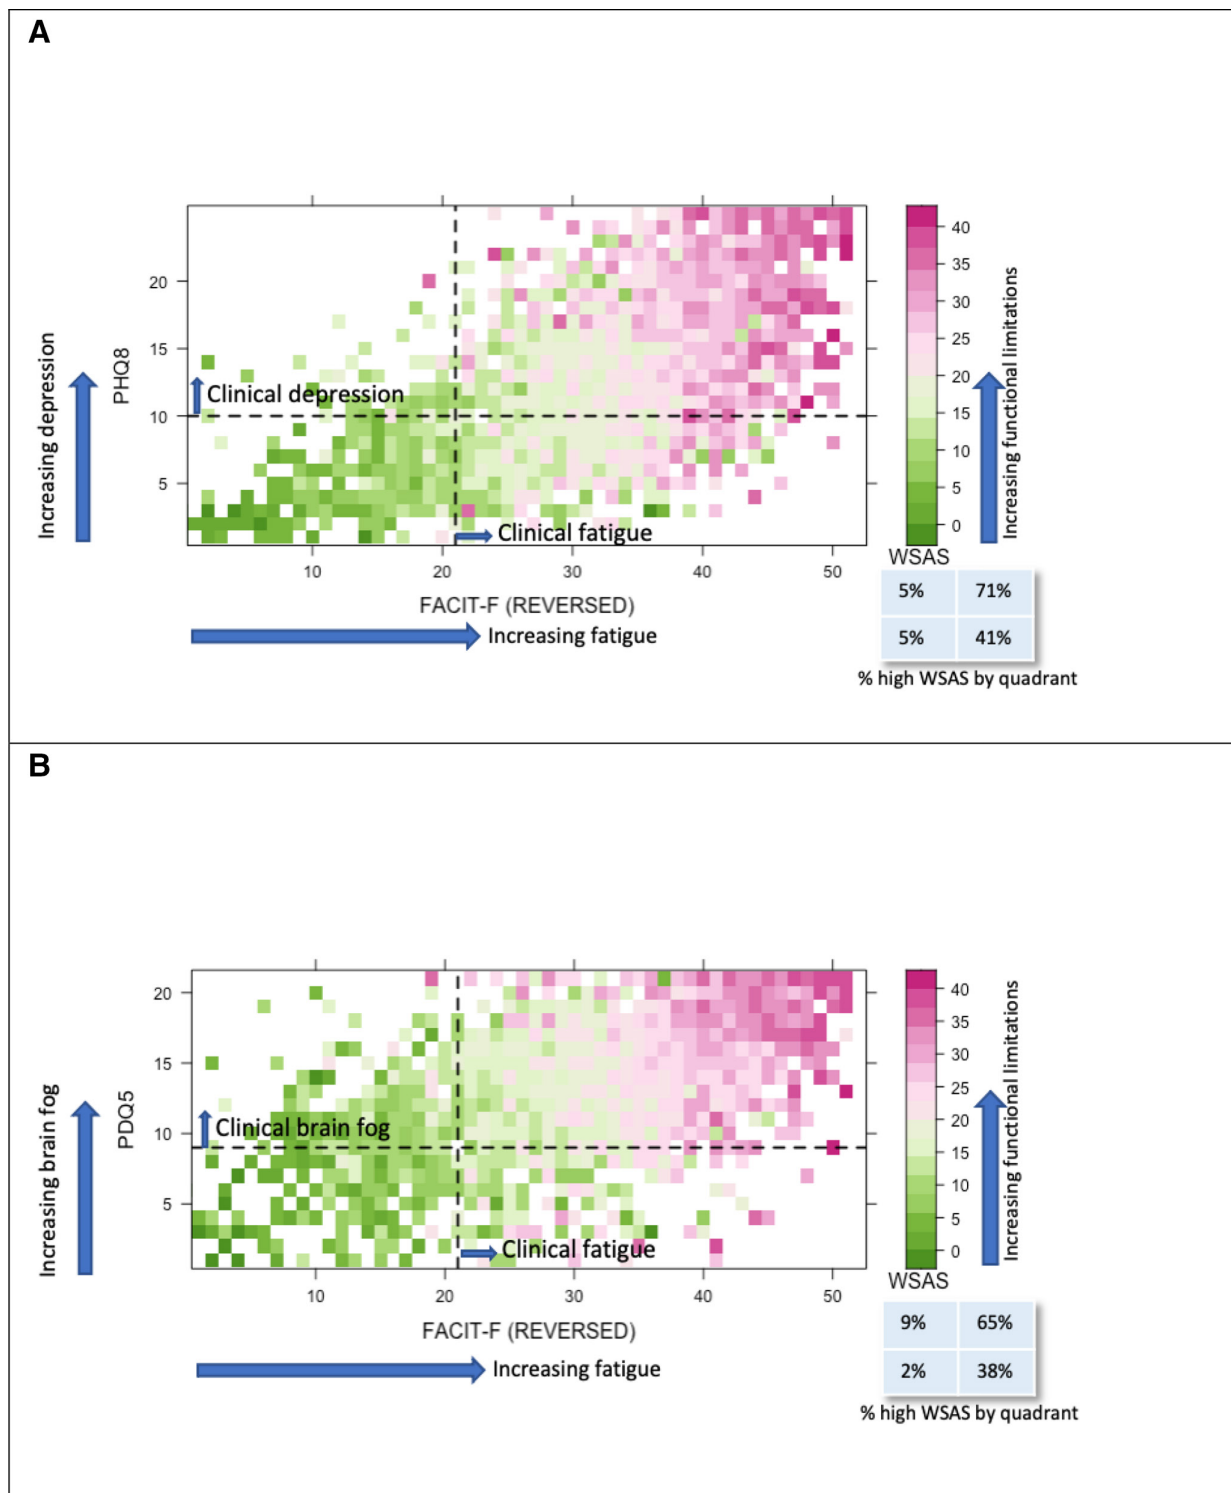 A
Increasing depression
PHQ8
20
15
10
5
Clinical depression
Clinical fatigue
10
20
30
40
50
FACIT-F (REVERSED)
Increasing fatigue
40
35
30
25
20
15
10
5
0
Increasing functional limitations
WSAS
5% 71%
5% 41%
% high WSAS by quadrant
B
Increasing brain fog
PDQ5
20
15
10
5
Clinical brain fog
Clinical fatigue
10
20
30
40
50
FACIT-F (REVERSED)
Increasing fatigue
40
35
30
25
20
15
10
5
0
Increasing functional limitations
WSAS
9% 65%
2% 38%
% high WSAS by quadrant